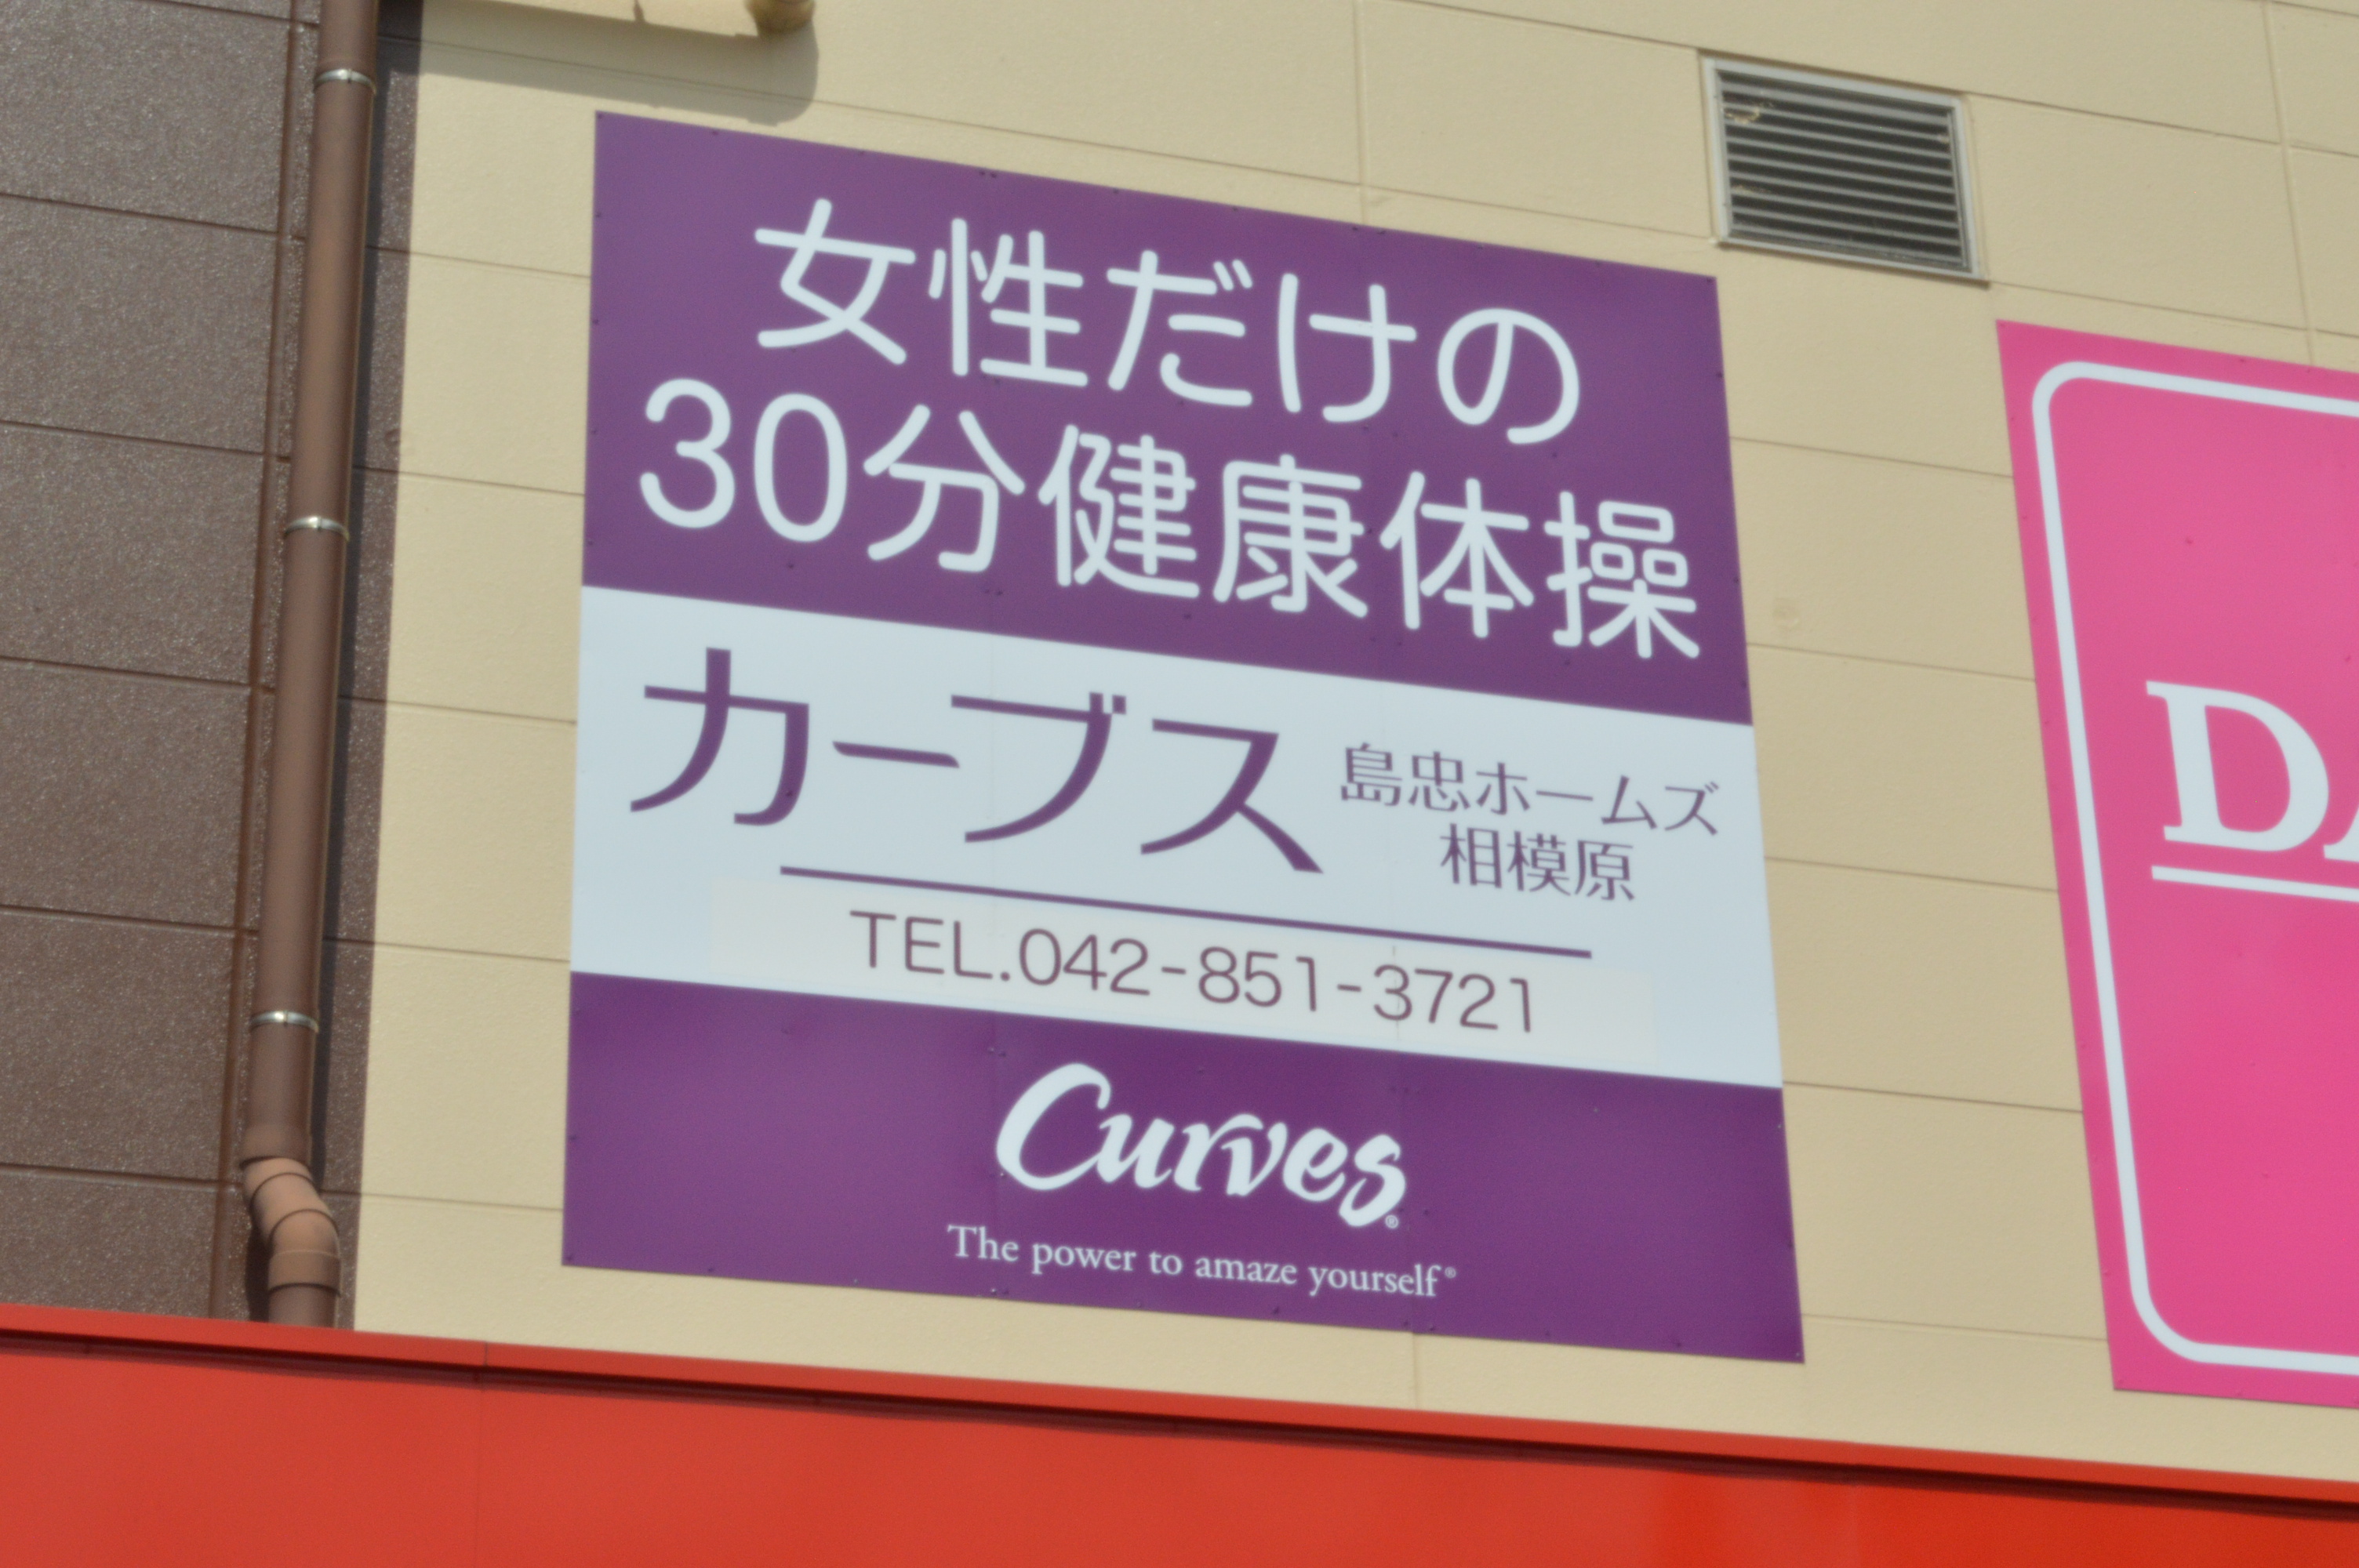 女性だけの
30分健康体操
カーブス 島忠ホームズ
相模原
TEL.042-851-3721
Curves®
The power to amaze yourself®